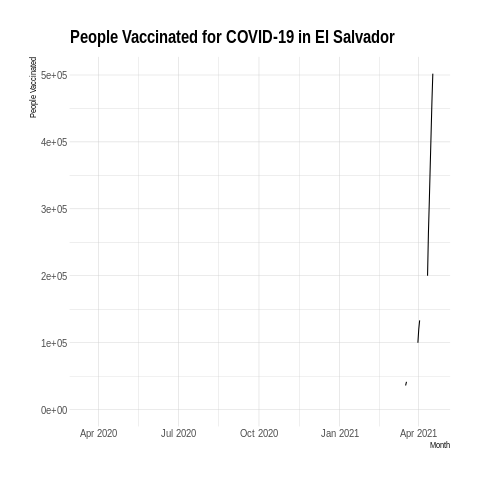 People Vaccinated for COVID-19 in El Salvador
People Vaccinated
5e+05
4e+05
3e+05
2e+05
1e+05
0e+00
Apr 2020
Jul 2020
Oct 2020
Jan 2021
Apr 2021
Month